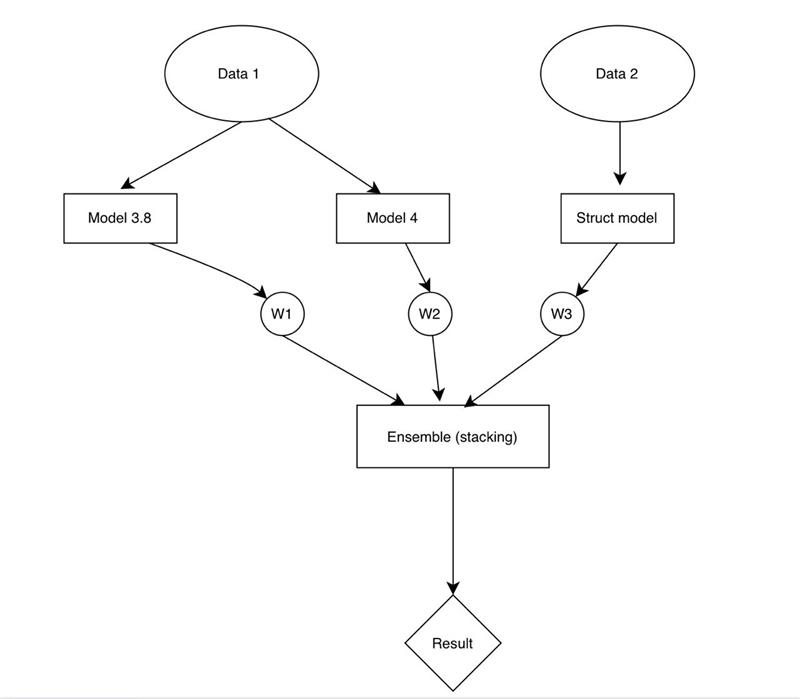 Data 1
Data 2
Model 3.8
Model 4
Struct model
W1
W2
W3
Ensemble (stacking)
Result